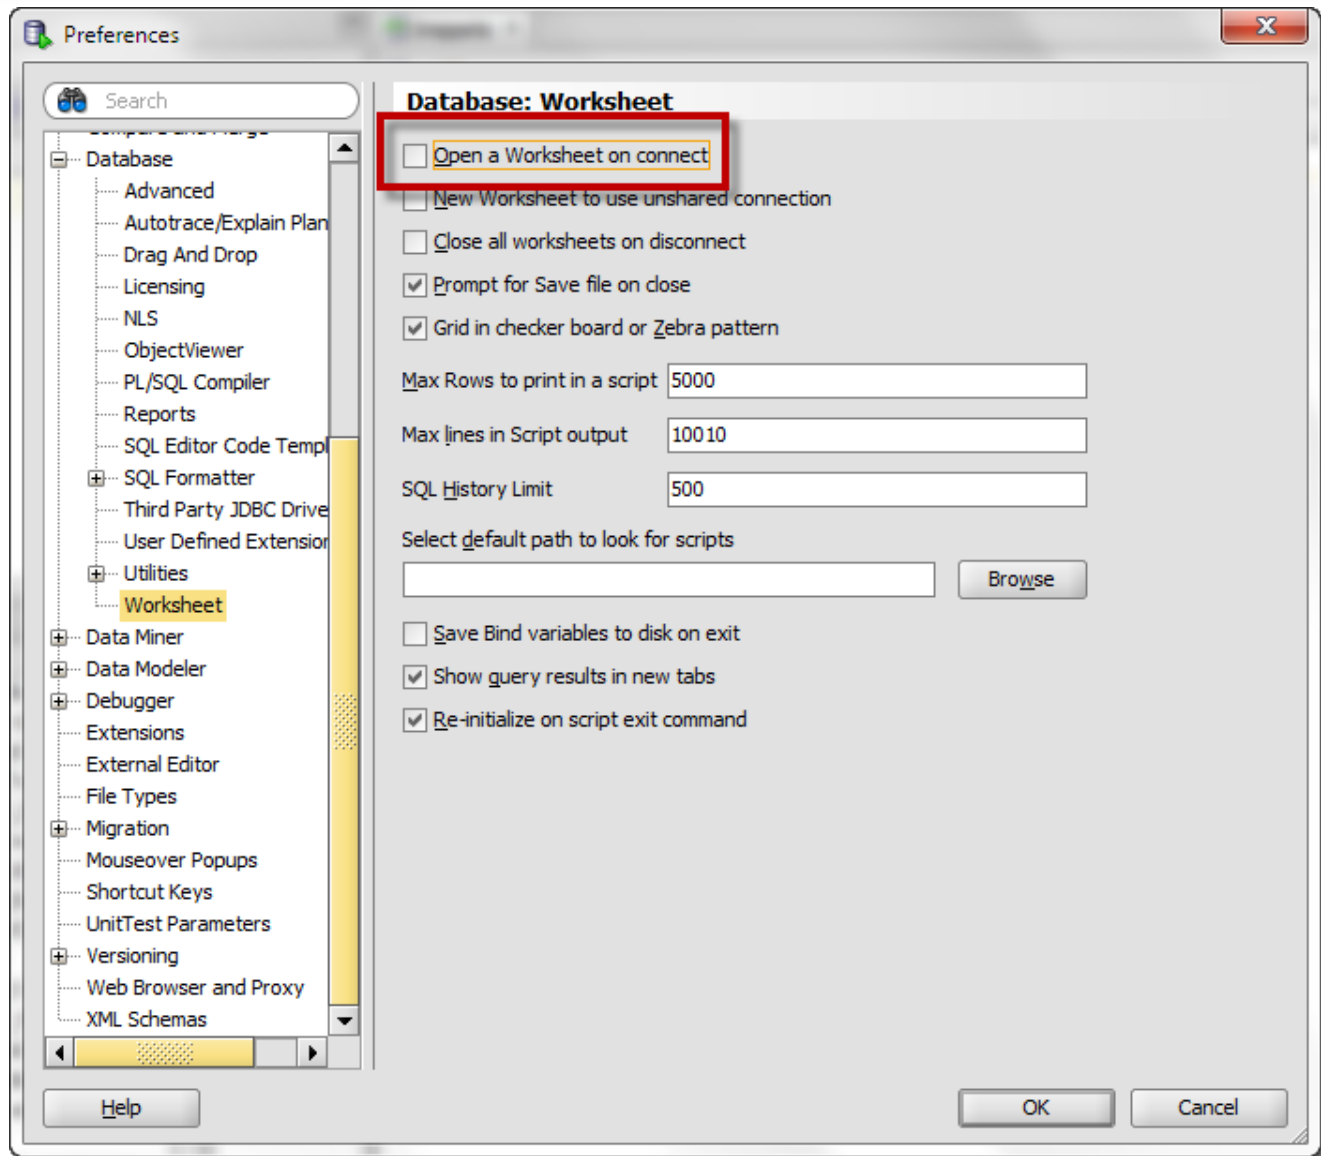 Preferences
Search
Database: Worksheet
Compare and Merge
Database
Advanced
Autotrace/Explain Plan
Drag And Drop
Licensing
NLS
ObjectViewer
PL/SQL Compiler
Reports
SQL Editor Code Templ
SQL Formatter
Third Party JDBC Drive
User Defined Extension
Utilities
Worksheet
Data Miner
Data Modeler
Debugger
Extensions
External Editor
File Types
Migration
Mouseover Popups
Shortcut Keys
UnitTest Parameters
Versioning
Web Browser and Proxy
XML Schemas
Open a Worksheet on connect
New Worksheet to use unshared connection
Close all worksheets on disconnect
Prompt for Save file on close
Grid in checker board or Zebra pattern
Max Rows to print in a script 5000
Max lines in Script output 10010
SQL History Limit 500
Select default path to look for scripts
Browse
Save Bind variables to disk on exit
Show query results in new tabs
Re-initialize on script exit command
Help OK Cancel